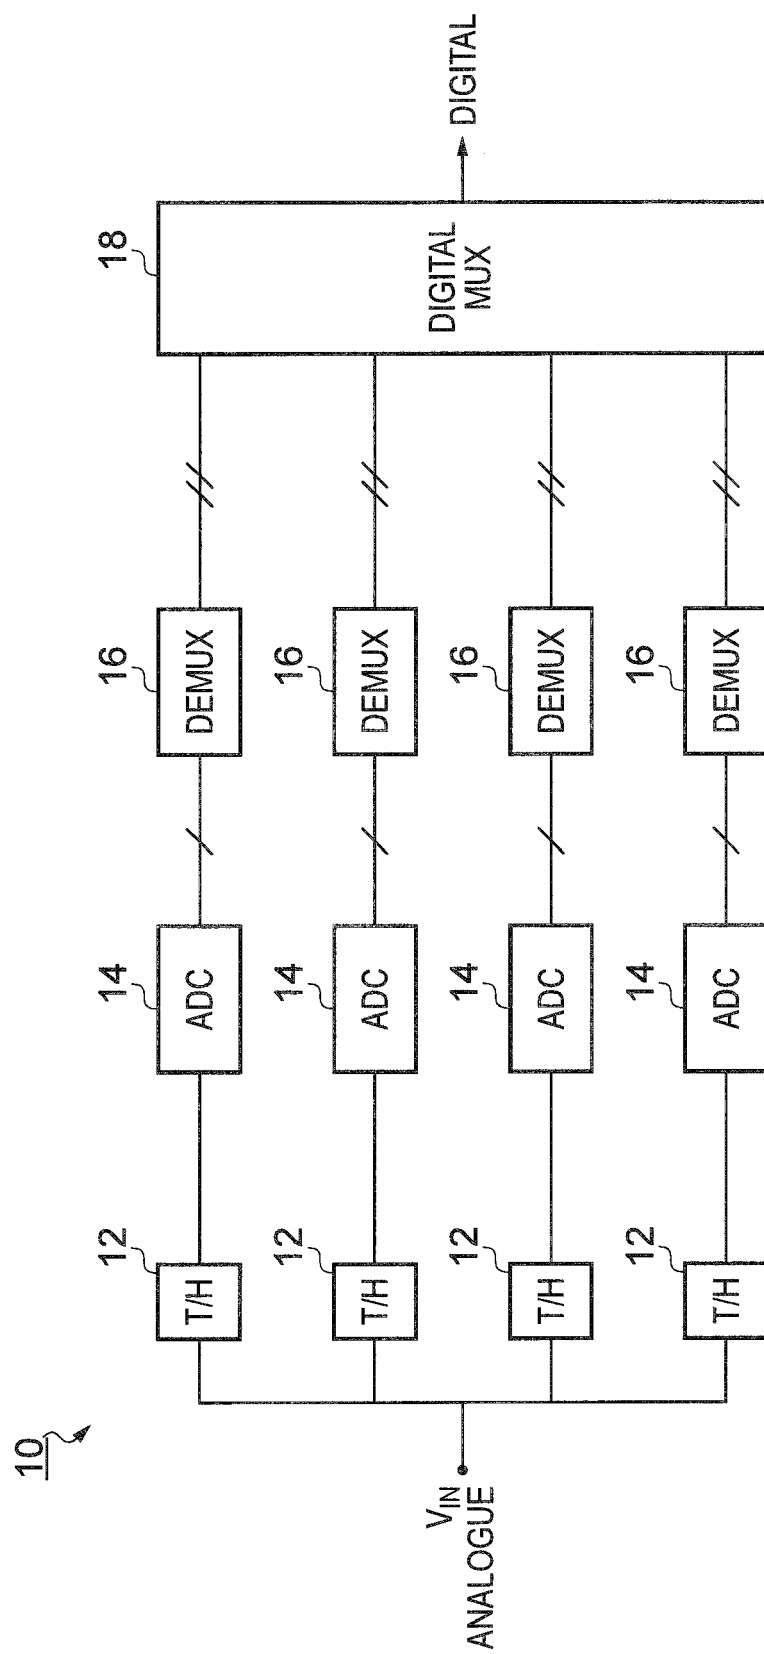 10
V_IN
ANALOGUE
12
T/H
14
ADC
16
DEMUX
12
T/H
14
ADC
16
DEMUX
12
T/H
14
ADC
16
DEMUX
12
T/H
14
ADC
16
DEMUX
18
DIGITAL
MUX
DIGITAL